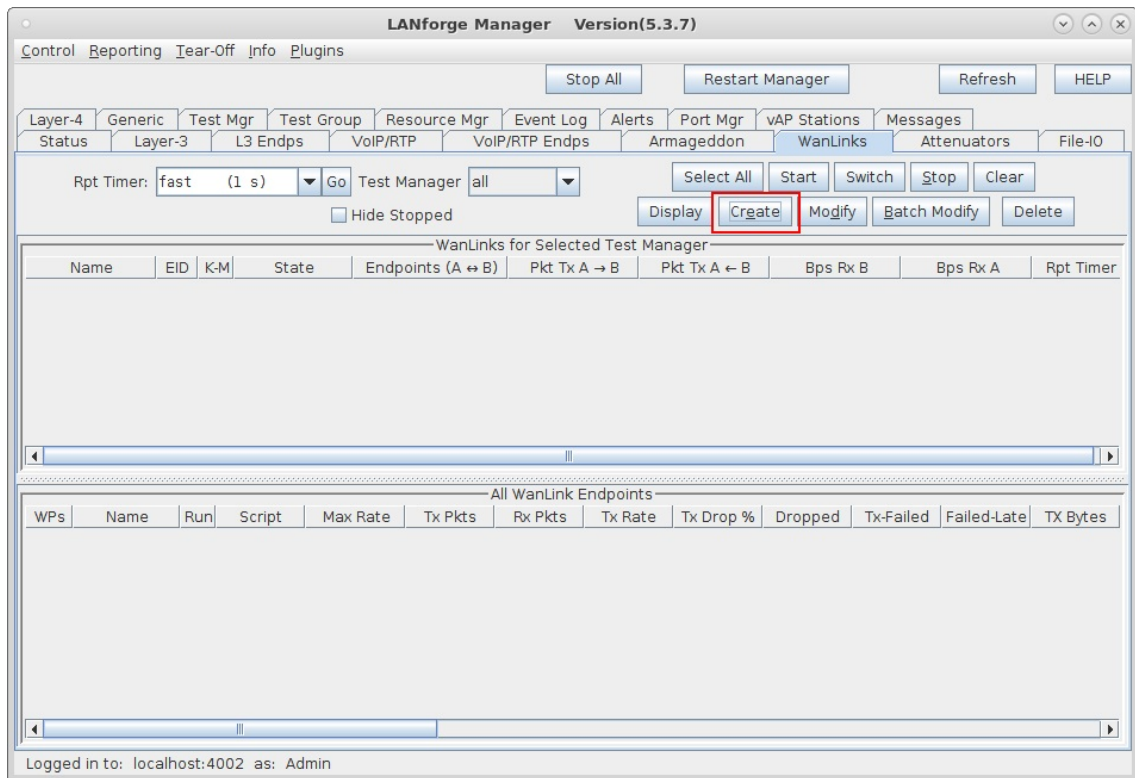 LANforge Manager Version(5.3.7)
Control Reporting Tear-Off Info Plugins
Stop All Restart Manager Refresh HELP
Layer-4 Generic Test Mgr Test Group Resource Mgr Event Log Alerts Port Mgr vAP Stations Messages
Status Layer-3 L3 Endps VoIP/RTP VoIP/RTP Endps Armageddon WanLinks Attenuators File-IO
Rpt Timer: fast (1 s) Go Test Manager all Select All Start Switch Stop Clear
Hide Stopped Display Create Modify Batch Modify Delete
WanLinks for Selected Test Manager
Name EID K-M State Endpoints (A ↔ B) Pkt Tx A → B Pkt Tx A ← B Bps Rx B Bps Rx A Rpt Timer
All WanLink Endpoints
WPs Name Run Script Max Rate Tx Pkts Rx Pkts Tx Rate Tx Drop % Dropped Tx-Failed Failed-Late TX Bytes
Logged in to: localhost:4002 as: Admin